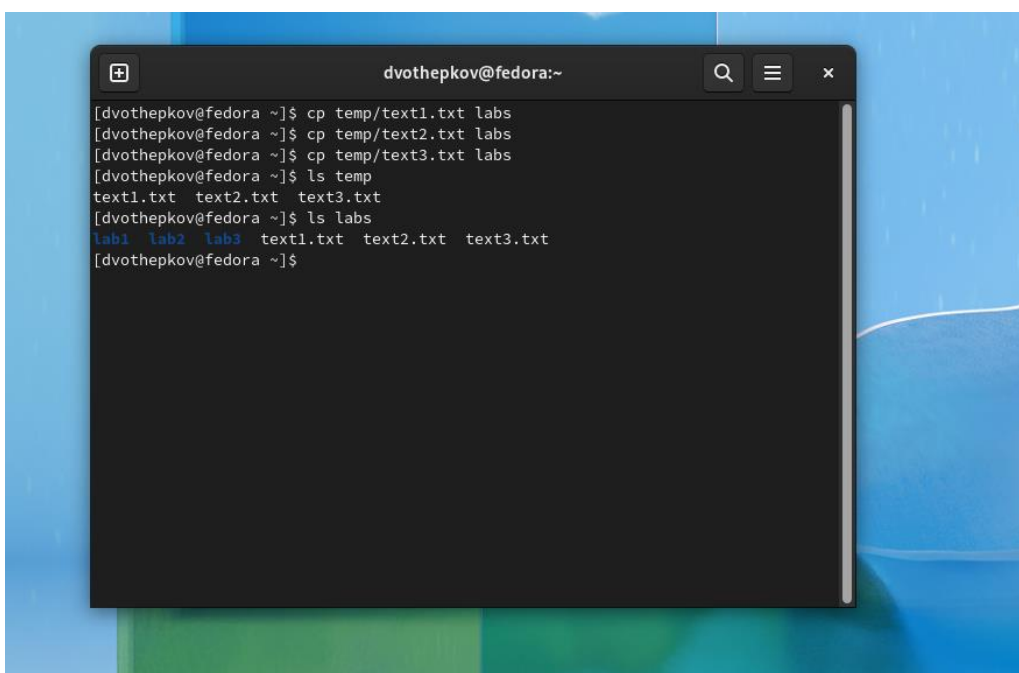 dvothepkov@fedora:~
[dvothepkov@fedora ~]$ cp temp/text1.txt labs
[dvothepkov@fedora ~]$ cp temp/text2.txt labs
[dvothepkov@fedora ~]$ cp temp/text3.txt labs
[dvothepkov@fedora ~]$ ls temp
text1.txt  text2.txt  text3.txt
[dvothepkov@fedora ~]$ ls labs
lab1  lab2  lab3  text1.txt  text2.txt  text3.txt
[dvothepkov@fedora ~]$